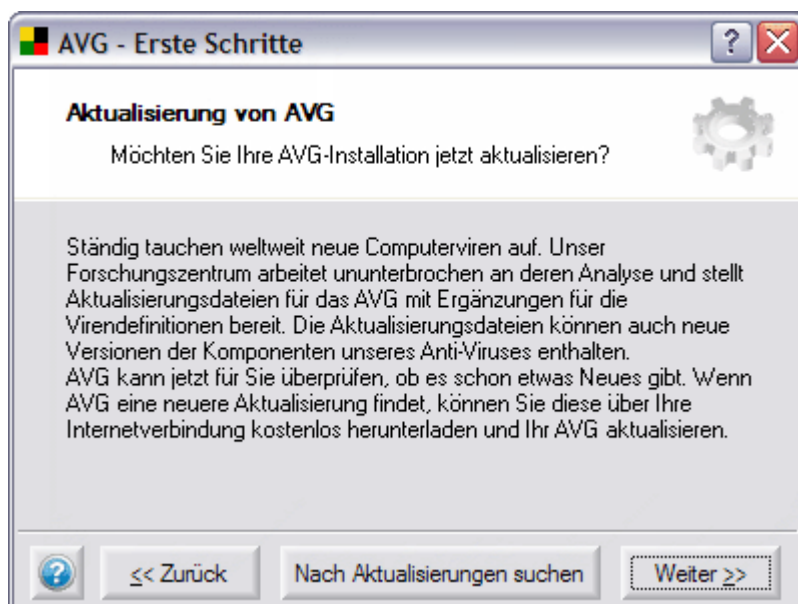 AVG - Erste Schritte
?
Aktualisierung von AVG
Möchten Sie Ihre AVG-Installation jetzt aktualisieren?
Ständig tauchen weltweit neue Computerviren auf. Unser
Forschungszentrum arbeitet ununterbrochen an deren Analyse und stellt
Aktualisierungsdateien für das AVG mit Ergänzungen für die
Virendefinitionen bereit. Die Aktualisierungsdateien können auch neue
Versionen der Komponenten unseres Anti-Viruses enthalten.
AVG kann jetzt für Sie überprüfen, ob es schon etwas Neues gibt. Wenn
AVG eine neuere Aktualisierung findet, können Sie diese über Ihre
Internetverbindung kostenlos herunterladen und Ihr AVG aktualisieren.
? << Zurück Nach Aktualisierungen suchen Weiter >>